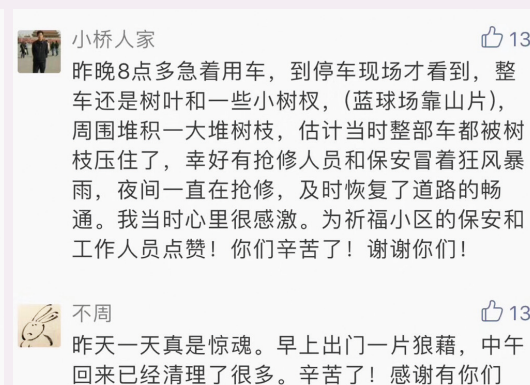 小桥人家 13
昨晚8点多急着用车，到停车现场才看到，整
车还是树叶和一些小树杈，(蓝球场靠山片)，
周围堆积一大堆树枝，估计当时整部车都被树
枝压住了，幸好有抢修人员和保安冒着狂风暴
雨，夜间一直在抢修，及时恢复了道路的畅
通。我当时心里很感激。为祈福小区的保安和
工作人员点赞！你们辛苦了！谢谢你们！
不周 13
昨天一天真是惊魂。早上出门一片狼藉，中午
回来已经清理了很多。辛苦了！感谢有你们